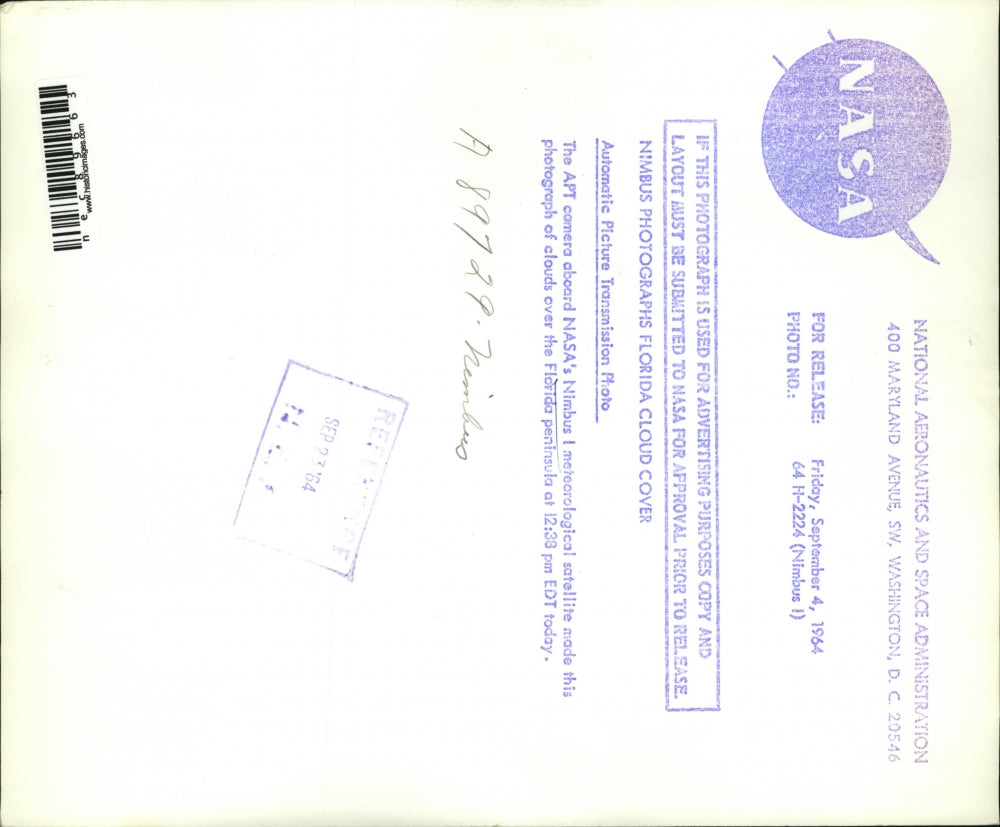 NASA
NATIONAL AERONAUTICS AND SPACE ADMINISTRATION
400 MARYLAND AVENUE, SW, WASHINGTON, D. C. 20546
FOR RELEASE: Friday, September 4, 1964
PHOTO NO.: 64 H-2224 (Nimbus I)
IF THIS PHOTOGRAPH IS USED FOR ADVERTISING PURPOSES COPY AND
LAYOUT MUST BE SUBMITTED TO NASA FOR APPROVAL PRIOR TO RELEASE.
NIMBUS PHOTOGRAPHS FLORIDA CLOUD COVER
Automatic Picture Transmission Photo
The APT camera aboard NASA's Nimbus I meteorological satellite made this
photograph of clouds over the Florida peninsula at 12:38 pm EDT today.
A 89729-Nimbus
REFERENCE
SEP 27 '64
www.historicimages.com
nec89663